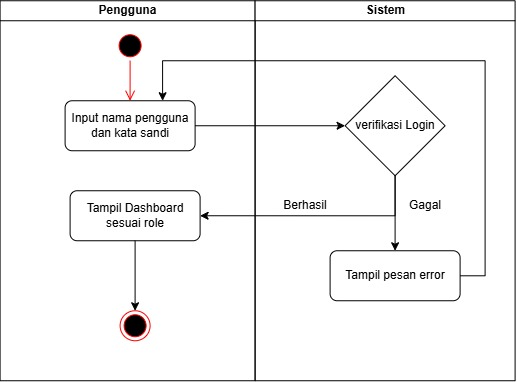 Pengguna
Sistem
Input nama pengguna
dan kata sandi
verifikasi Login
Tampil Dashboard
sesuai role
Berhasil
Gagal
Tampil pesan error